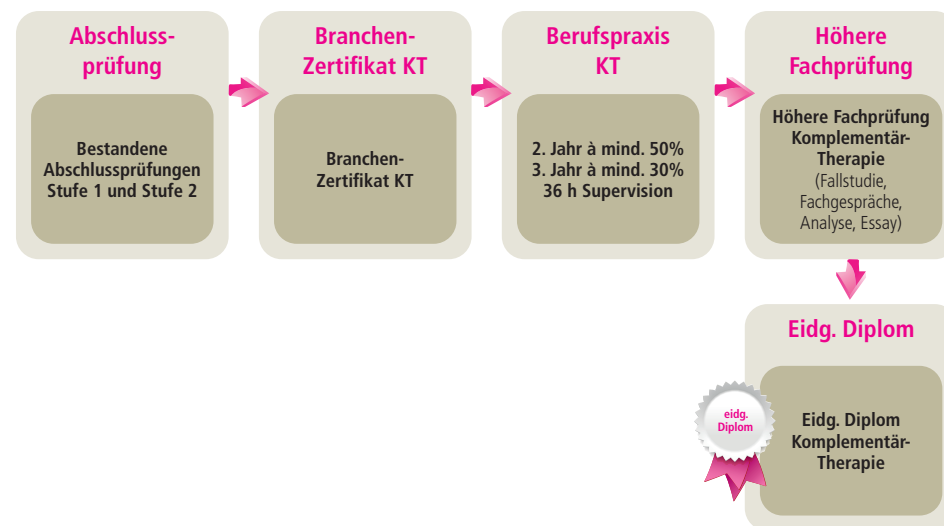 Abschluss-
prüfung
Bestandene
Abschlussprüfungen
Stufe 1 und Stufe 2
Branchen-
Zertifikat KT
Branchen-
Zertifikat KT
Berufspraxis
KT
2. Jahr à mind. 50%
3. Jahr à mind. 30%
36 h Supervision
Höhere
Fachprüfung
Höhere Fachprüfung
Komplementär-
Therapie
(Fallstudie,
Fachgespräche,
Analyse, Essay)
Eidg. Diplom
eidg.
Diplom
Eidg. Diplom
Komplementär-
Therapie